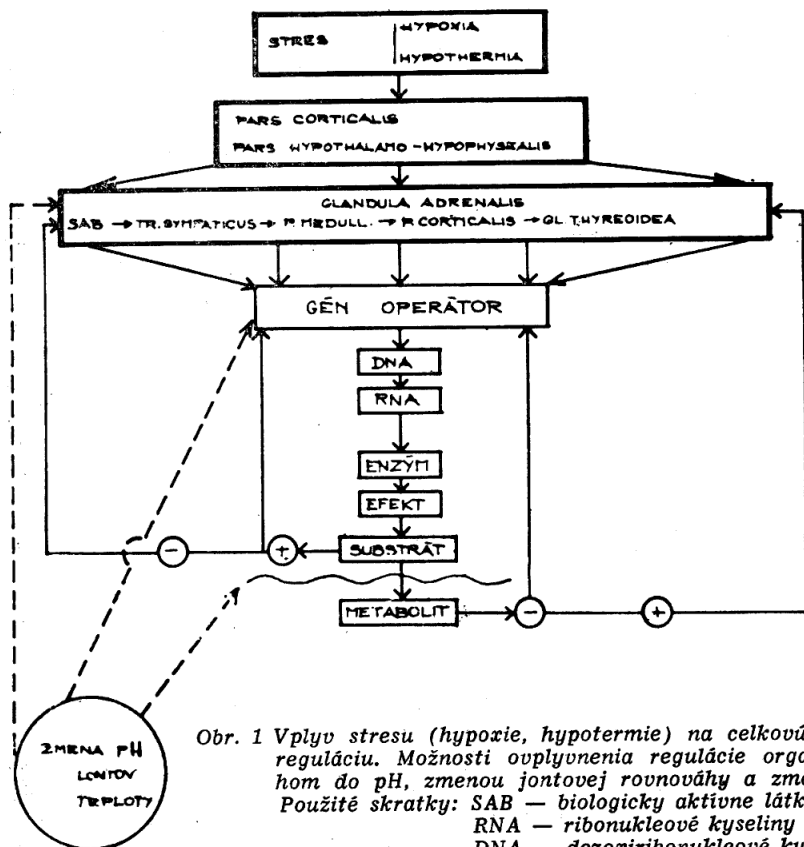 STRES
HYPOXIA
HYPOTHERMIA
PARS CORTICALIS
PARS HYPOTHALAMO-HYPOPHYSEALIS
GLANDULA ADRENALIS
SAB → TR. SYMPATICUS → P. MEDULL. → P. CORTICALIS → GL. THYREOIDEA
GÉN OPERÁTOR
DNA
RNA
ENZÝM
EFEKT
SUBSTRÁT
- +
METABOLIT
- +
ZMENA PH
IONTOV
TEPLOTY
Obr. 1 Vplyv stresu (hypoxie, hypotermie) na celkovú
reguláciu. Možnosti ovplyvnenia regulácie orga
hom do pH, zmenou jontovej rovnováhy a zm
Použité skratky: SAB — biologicky aktívne látk
RNA — ribonukleové kyseliny